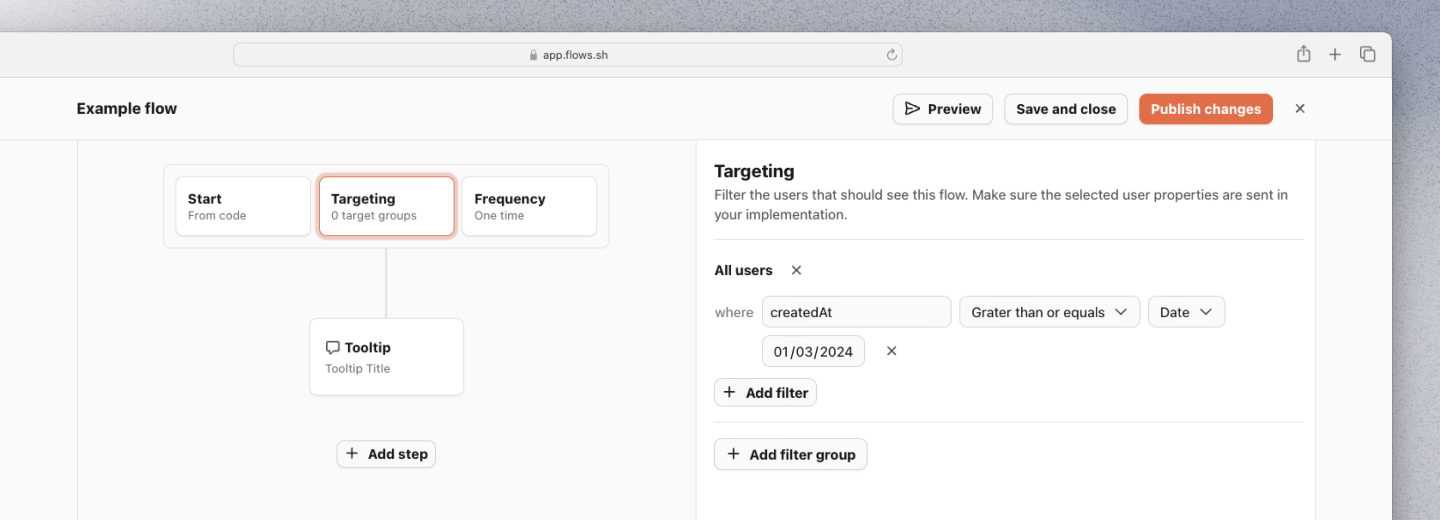 app.flows.sh
Example flow
Preview
Save and close
Publish changes
Start
From code
Targeting
0 target groups
Frequency
One time
Tooltip
Tooltip Title
Add step
Targeting
Filter the users that should see this flow. Make sure the selected user properties are sent in
your implementation.
All users
where createdAt Grater than or equals Date
01/03/2024
Add filter
Add filter group